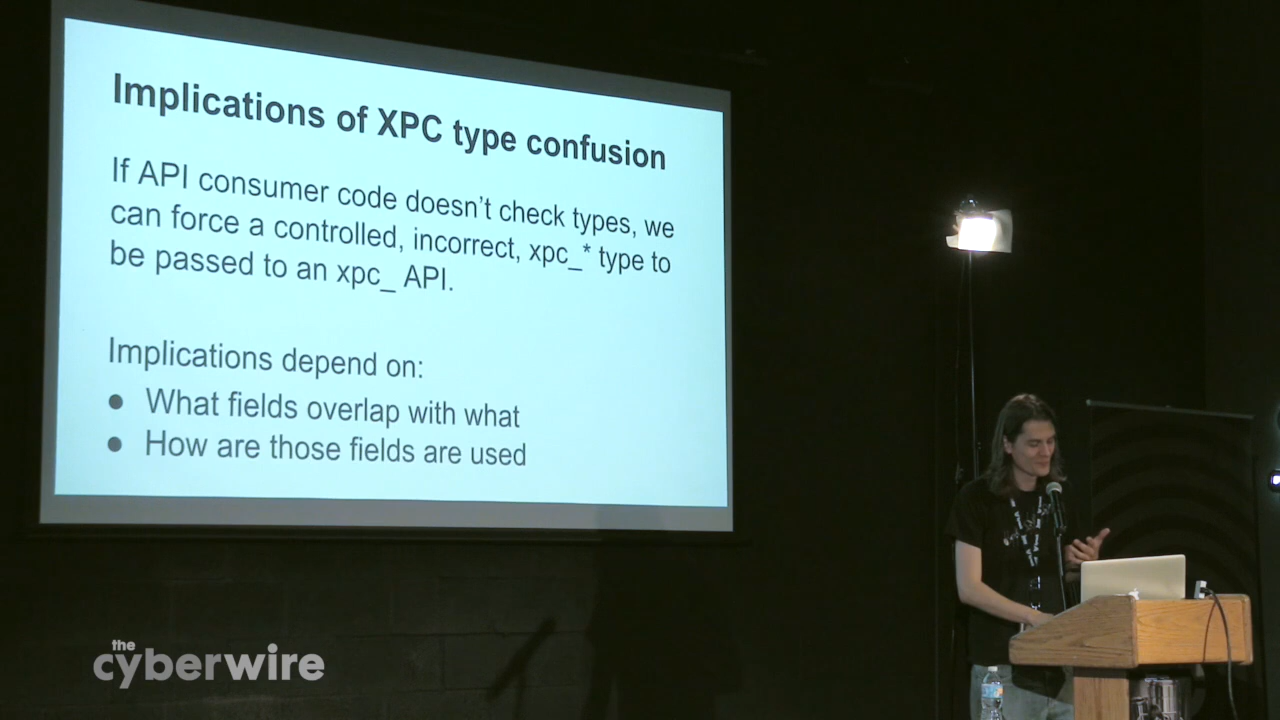 Implications of XPC type confusion
If API consumer code doesn't check types, we
can force a controlled, incorrect, xpc_* type to
be passed to an xpc_ API.
Implications depend on:
● What fields overlap with what
● How are those fields are used
the
cyberwire